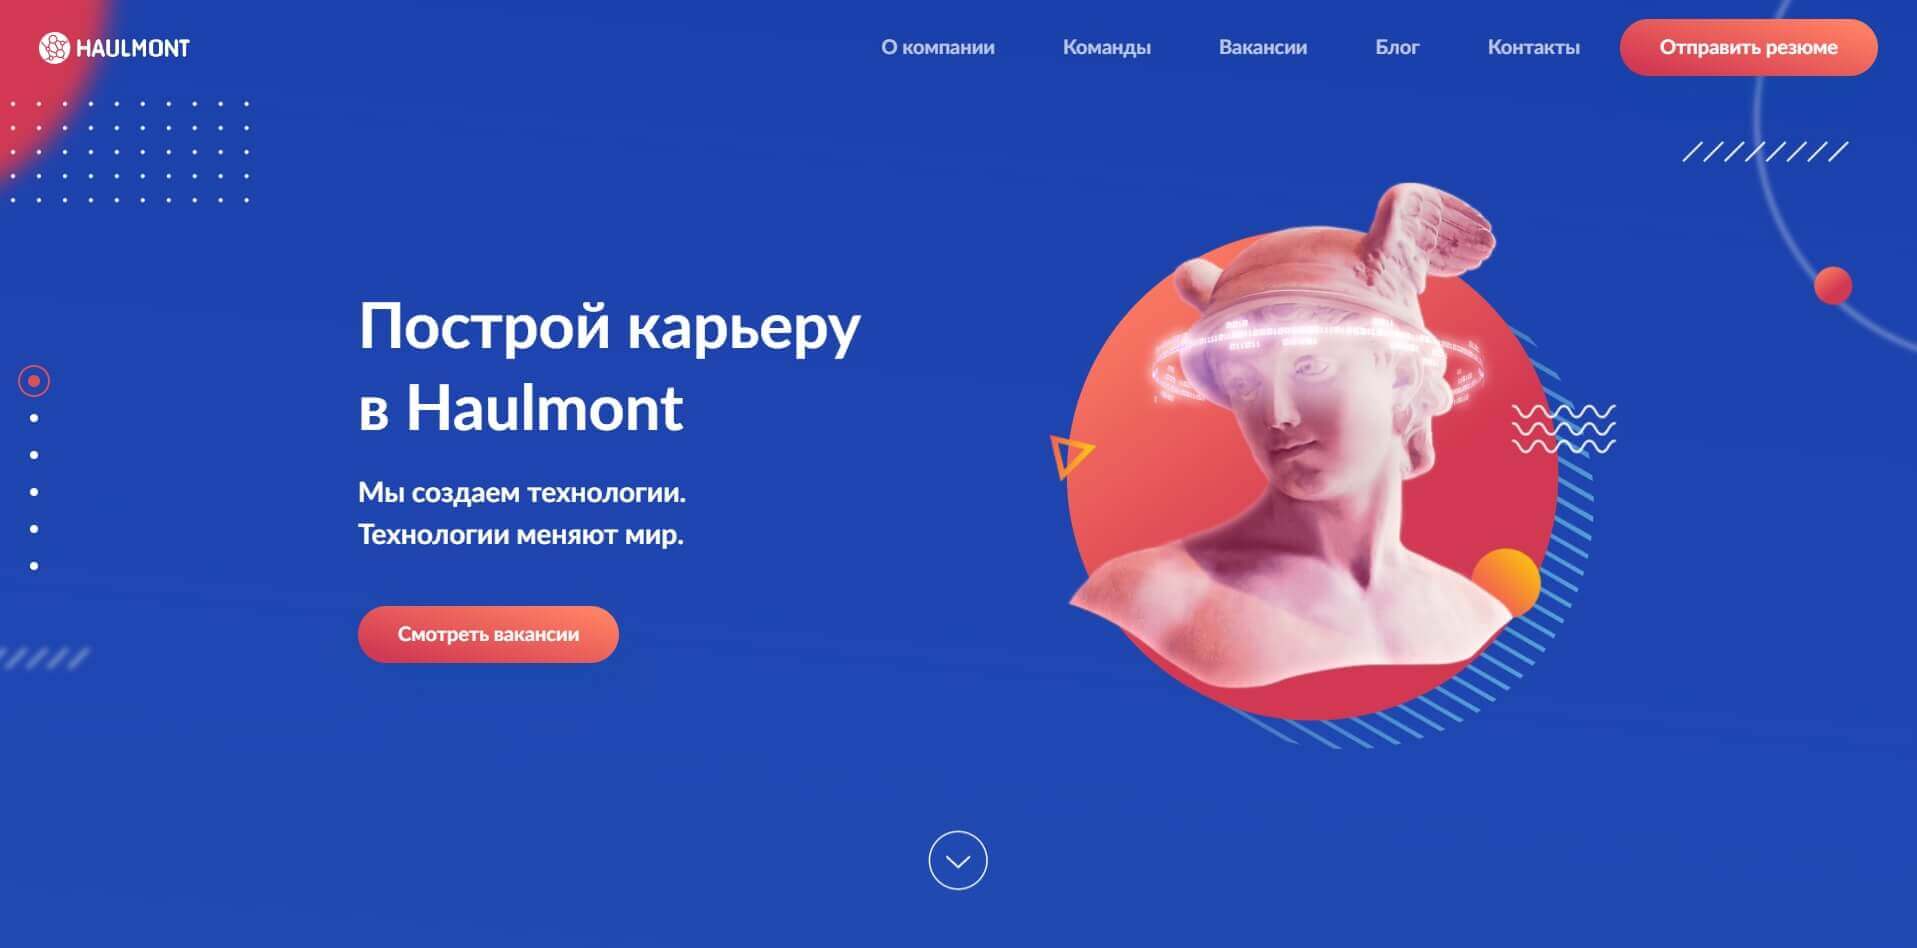 HAULMONT
О компании
Команды
Вакансии
Блог
Контакты
Отправить резюме
Построй карьеру
в Haulmont
Мы создаем технологии.
Технологии меняют мир.
Смотреть вакансии